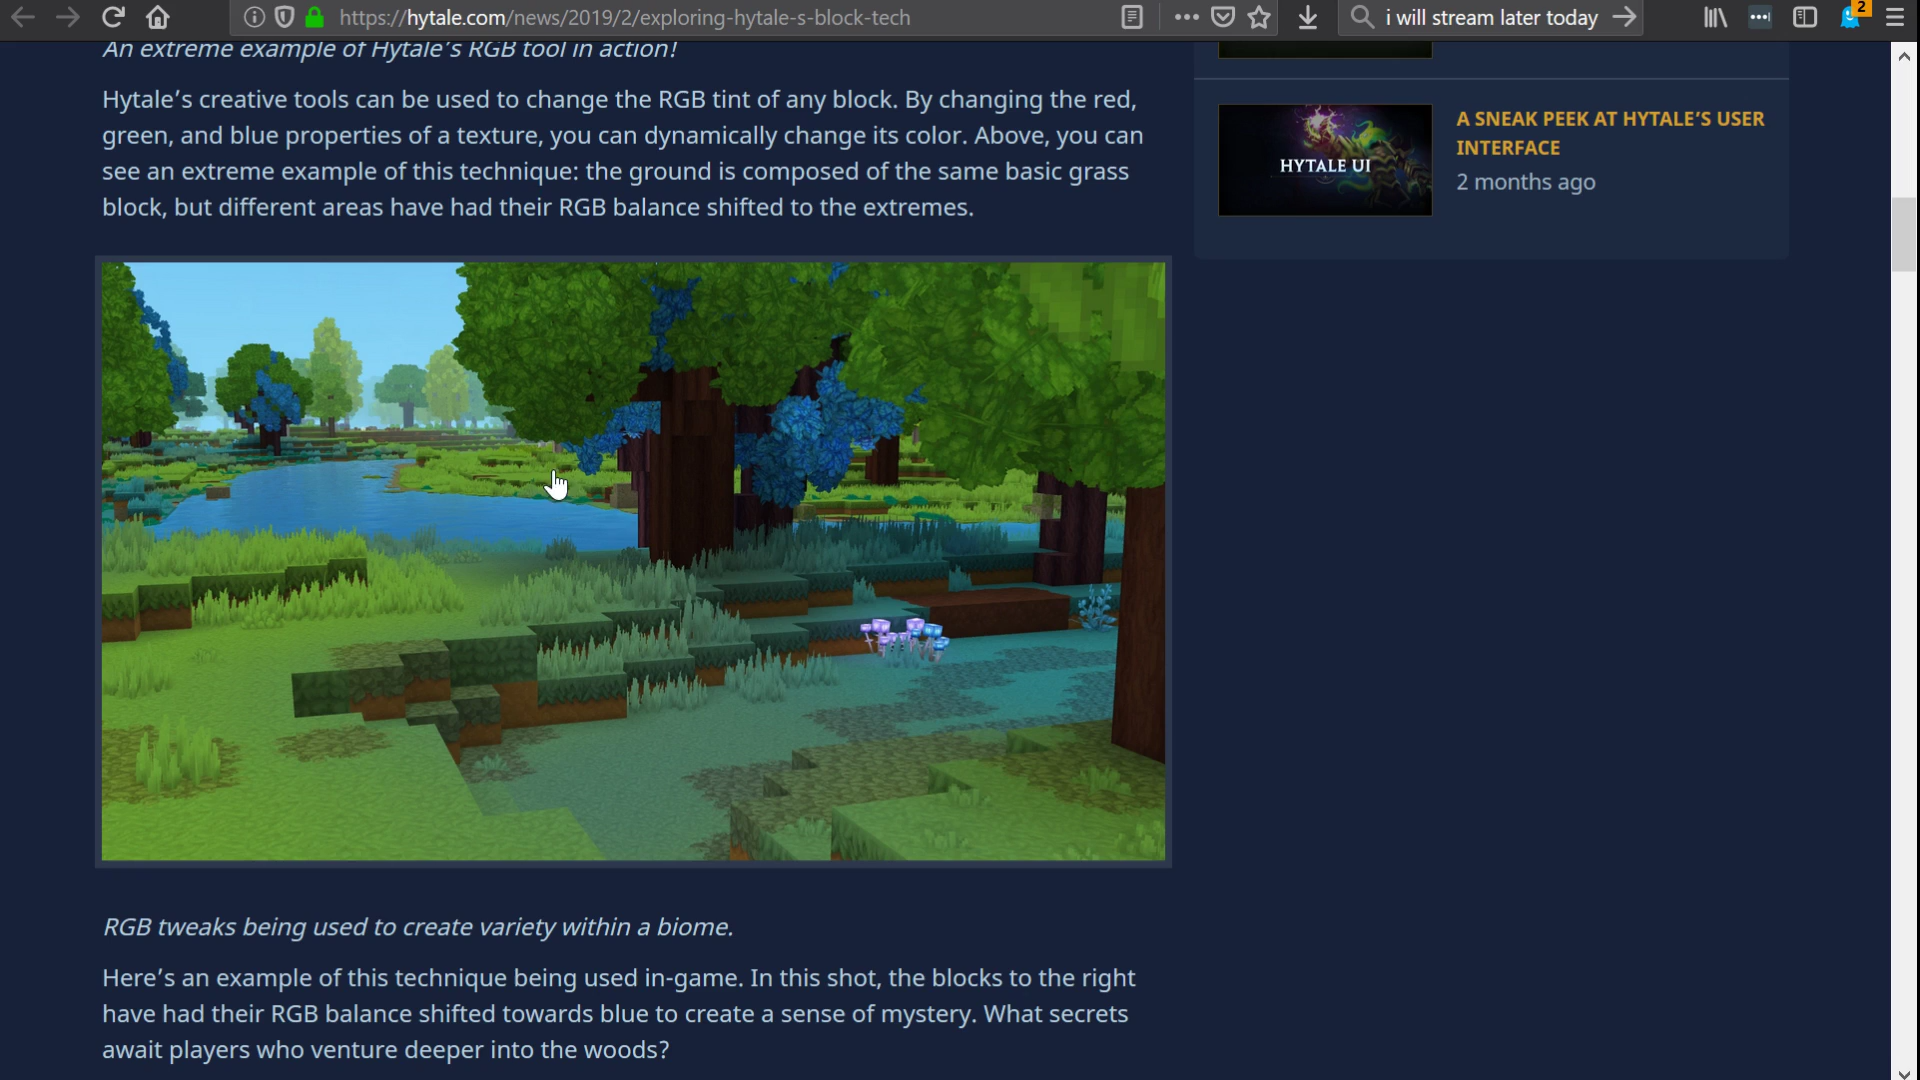 https://hytale.com/news/2019/2/exploring-hytale-s-block-tech
i will stream later today
2
An extreme example of Hytale's RGB tool in action!
Hytale’s creative tools can be used to change the RGB tint of any block. By changing the red,
green, and blue properties of a texture, you can dynamically change its color. Above, you can
see an extreme example of this technique: the ground is composed of the same basic grass
block, but different areas have had their RGB balance shifted to the extremes.
HYTALE UI
A SNEAK PEEK AT HYTALE’S USER
INTERFACE
2 months ago
RGB tweaks being used to create variety within a biome.
Here’s an example of this technique being used in-game. In this shot, the blocks to the right
have had their RGB balance shifted towards blue to create a sense of mystery. What secrets
await players who venture deeper into the woods?